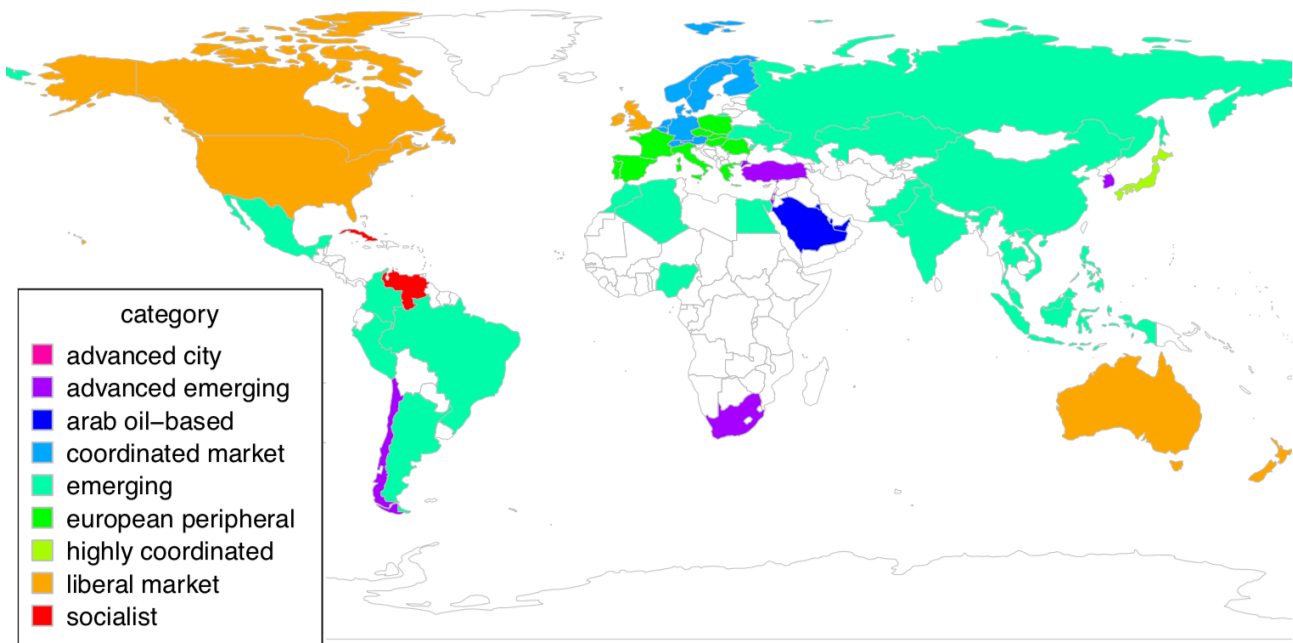 category
advanced city
advanced emerging
arab oil−based
coordinated market
emerging
european peripheral
highly coordinated
liberal market
socialist